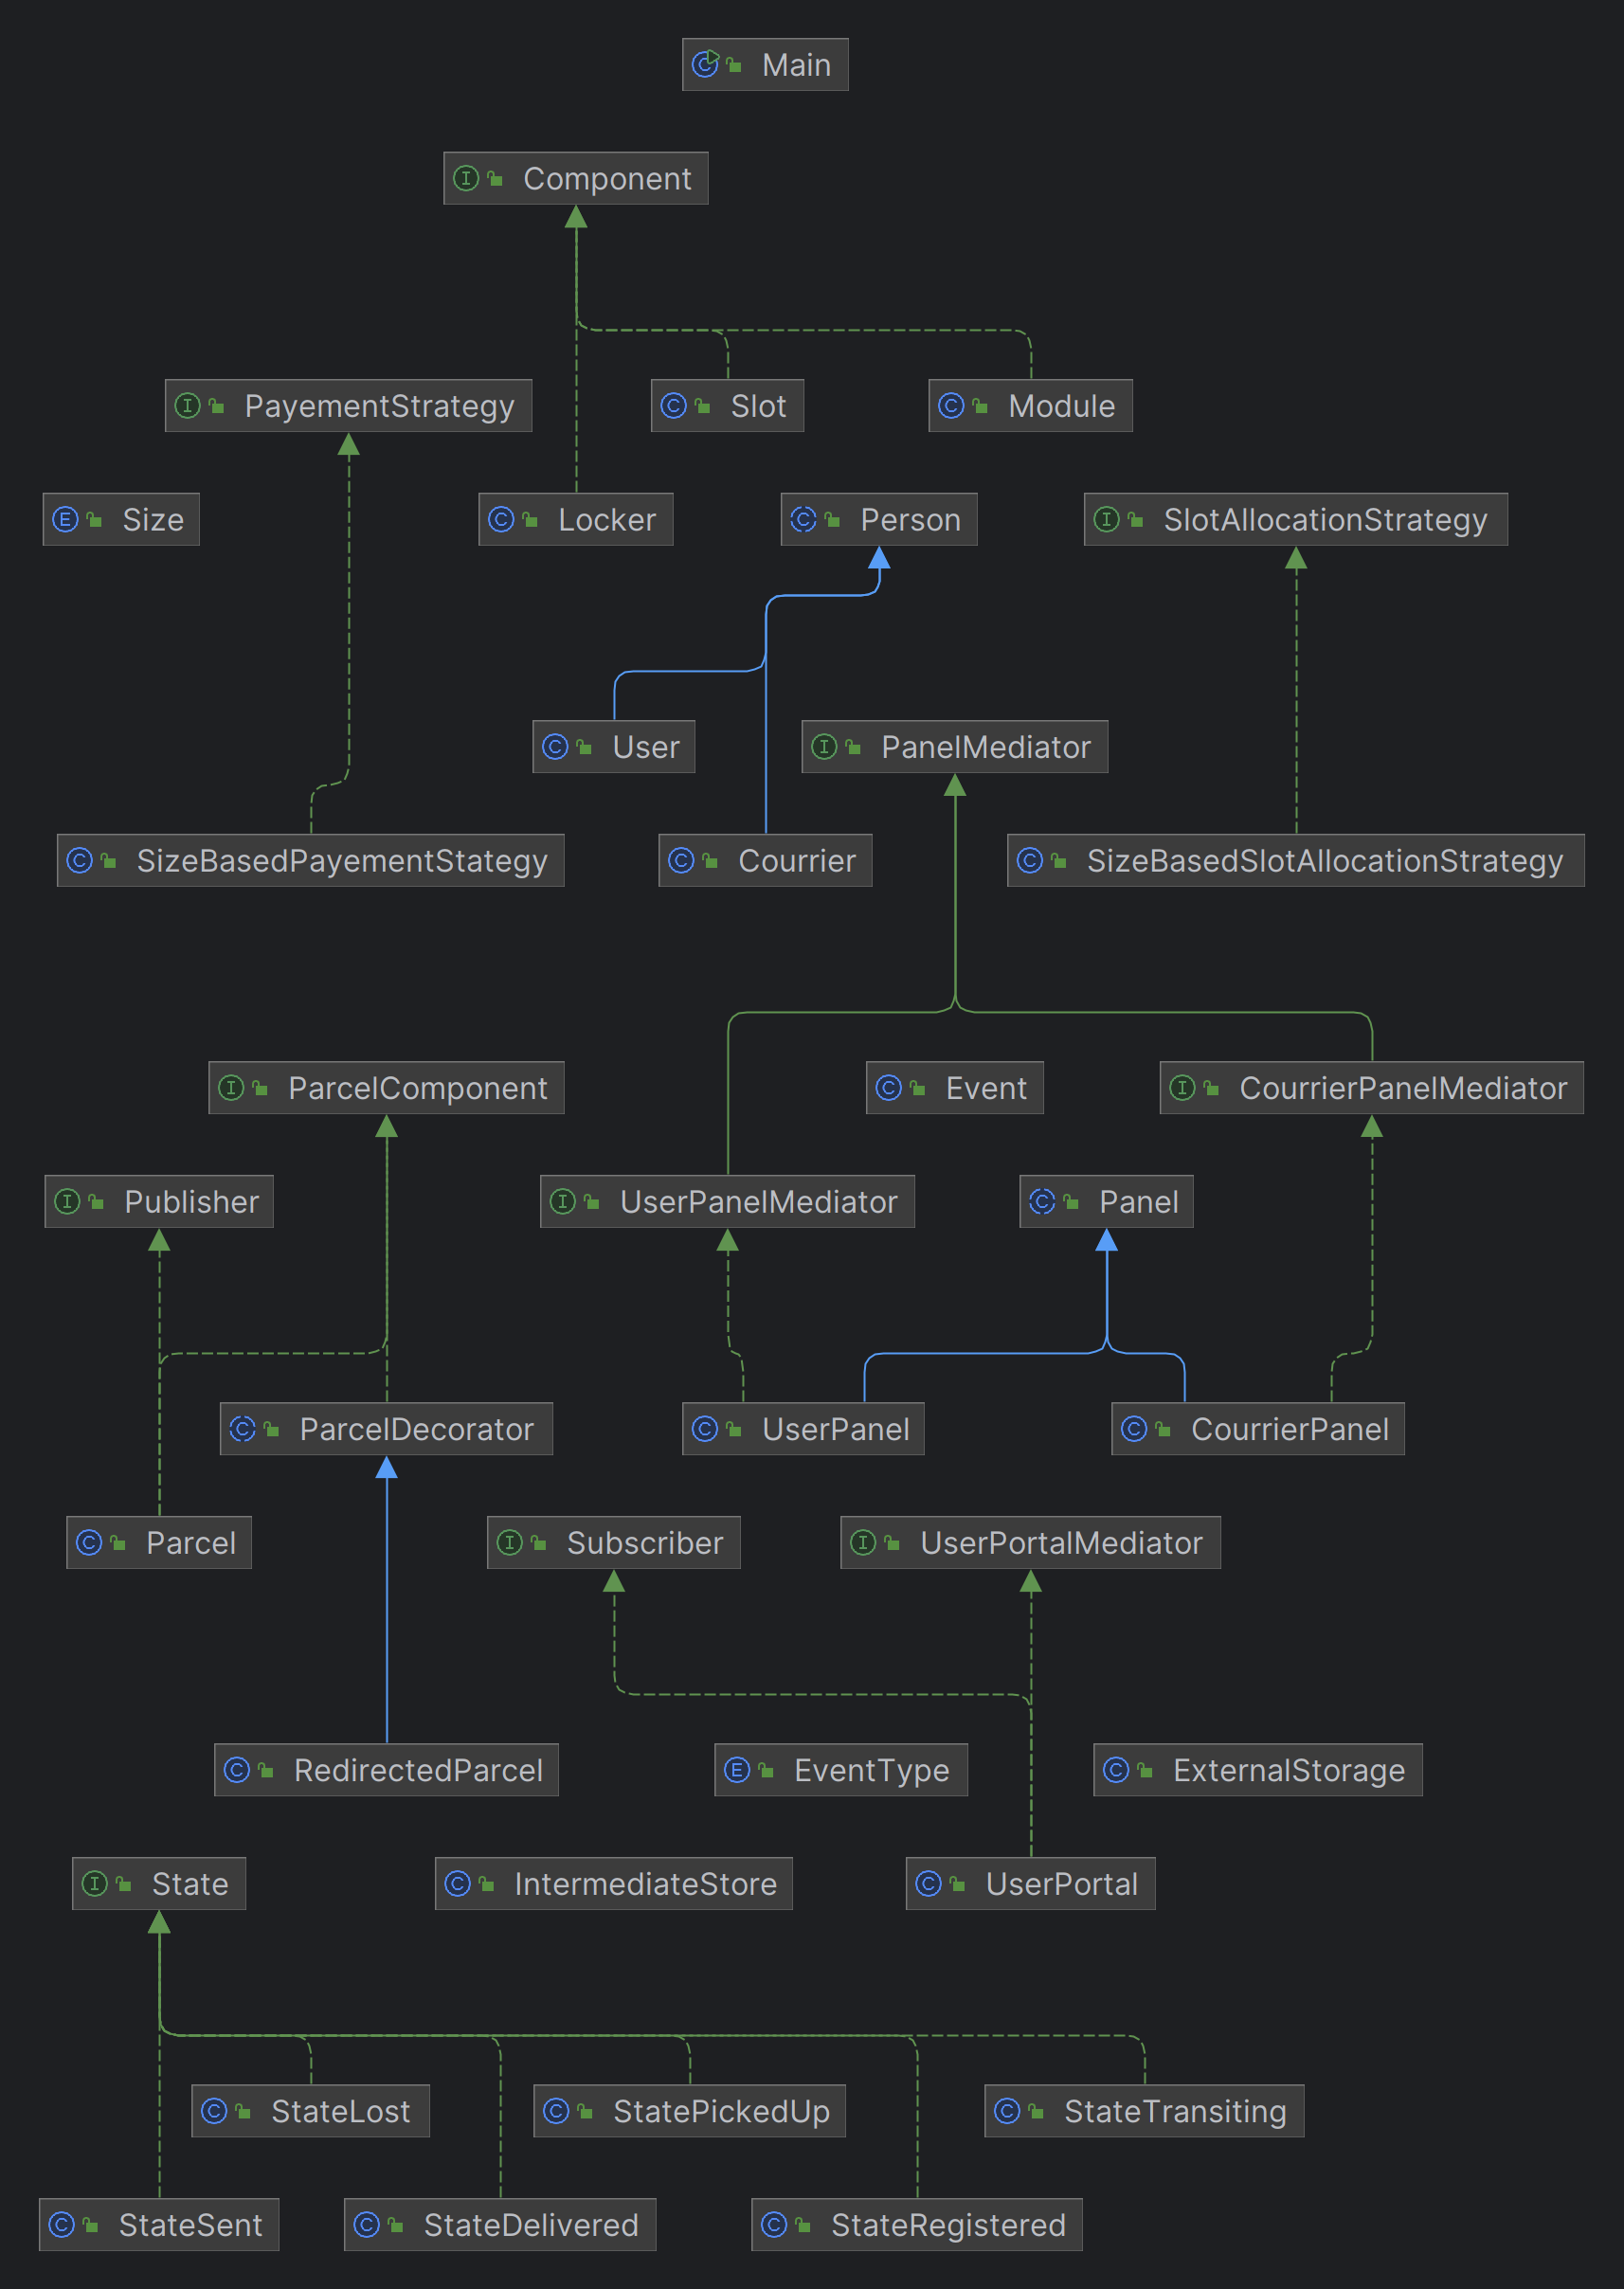 Main
Component
PayementStrategy
Slot
Module
Size
Locker
Person
SlotAllocationStrategy
User
PanelMediator
SizeBasedPayementStategy
Courrier
SizeBasedSlotAllocationStrategy
ParcelComponent
Event
CourrierPanelMediator
Publisher
UserPanelMediator
Panel
ParcelDecorator
UserPanel
CourrierPanel
Parcel
Subscriber
UserPortalMediator
RedirectedParcel
EventType
ExternalStorage
State
IntermediateStore
UserPortal
StateLost
StatePickedUp
StateTransiting
StateSent
StateDelivered
StateRegistered